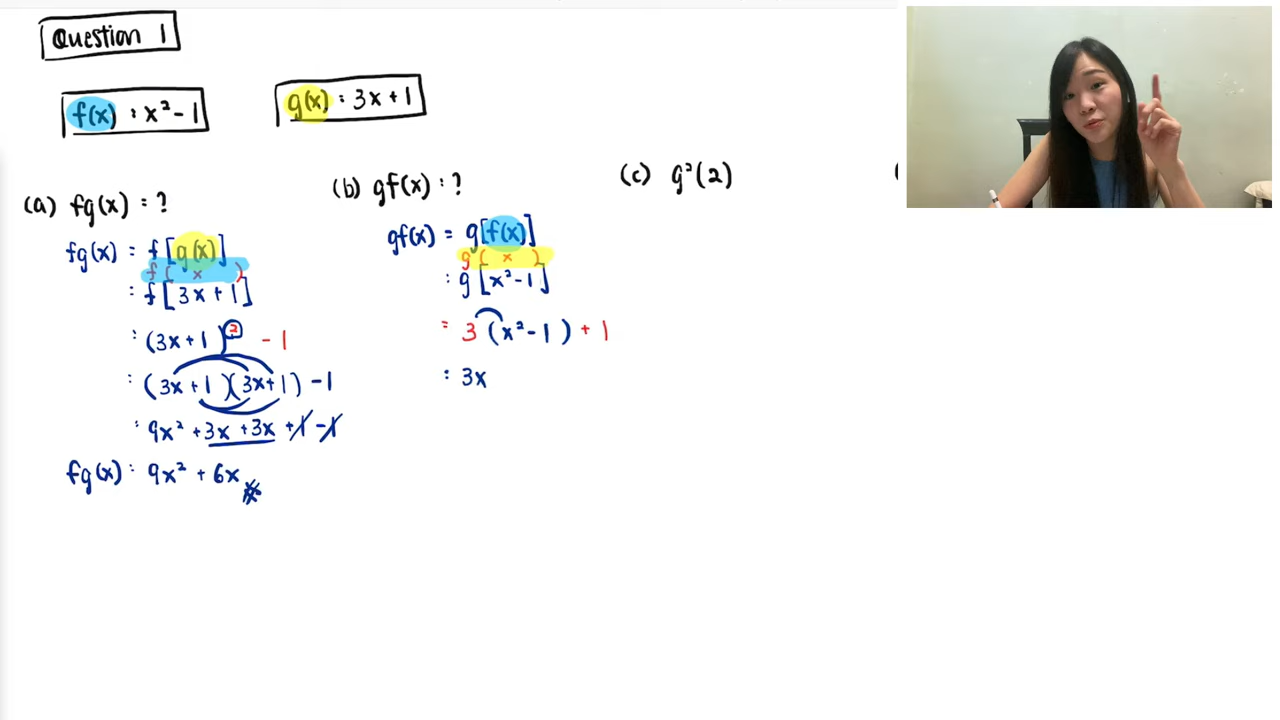 Question 1
f(x) : x² - 1
g(x) : 3x + 1
(a) fg(x) = ?
fg(x) = f[g(x)]
f( x )
: f[3x + 1]
: (3x + 1)² - 1
: (3x + 1)(3x + 1) - 1
: 9x² + 3x + 3x + 1 - 1
fg(x) : 9x² + 6x
(b) gf(x) : ?
gf(x) = g[f(x)]
g( x )
: g[x² - 1]
= 3(x² - 1) + 1
: 3x
(c) g²(2)
(